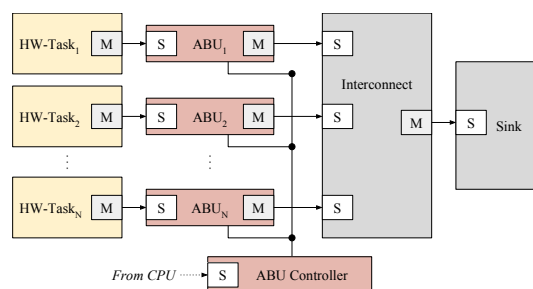 HW-Task1 M S ABU1 M S
Interconnect
HW-Task2 M S ABU2 M S M S Sink
HW-TaskN M S ABUN M S
From CPU S ABU Controller